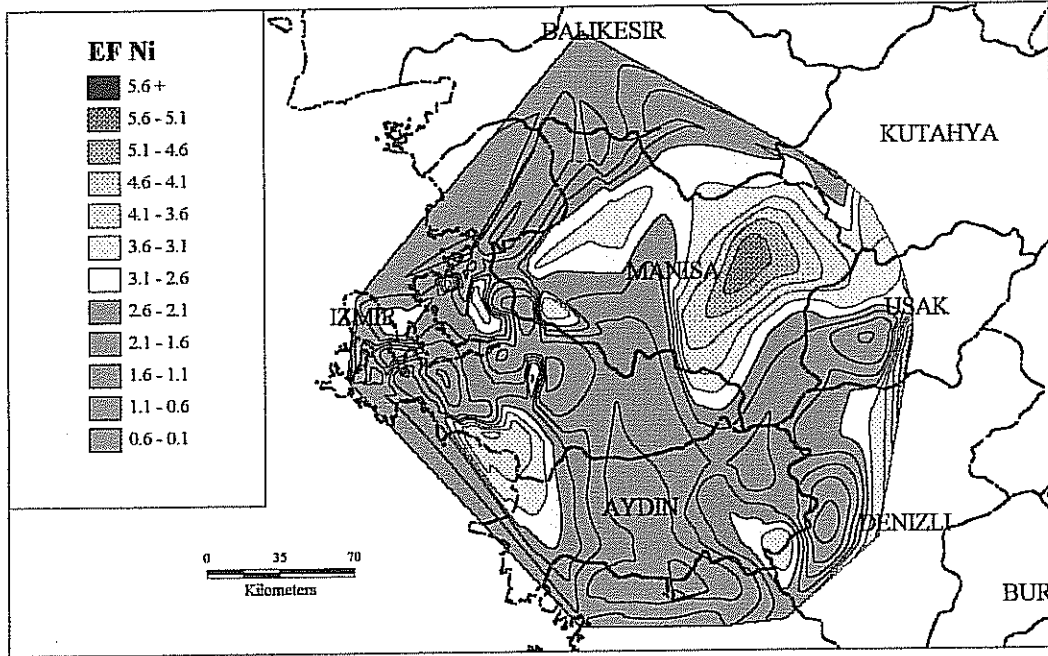 EF Ni
5.6 +
5.6 - 5.1
5.1 - 4.6
4.6 - 4.1
4.1 - 3.6
3.6 - 3.1
3.1 - 2.6
2.6 - 2.1
2.1 - 1.6
1.6 - 1.1
1.1 - 0.6
0.6 - 0.1
BALIKESIR
KUTAHYA
MANISA
IZMIR
USAK
AYDIN
DENIZLI
BUR
0 35 70
Kilometers